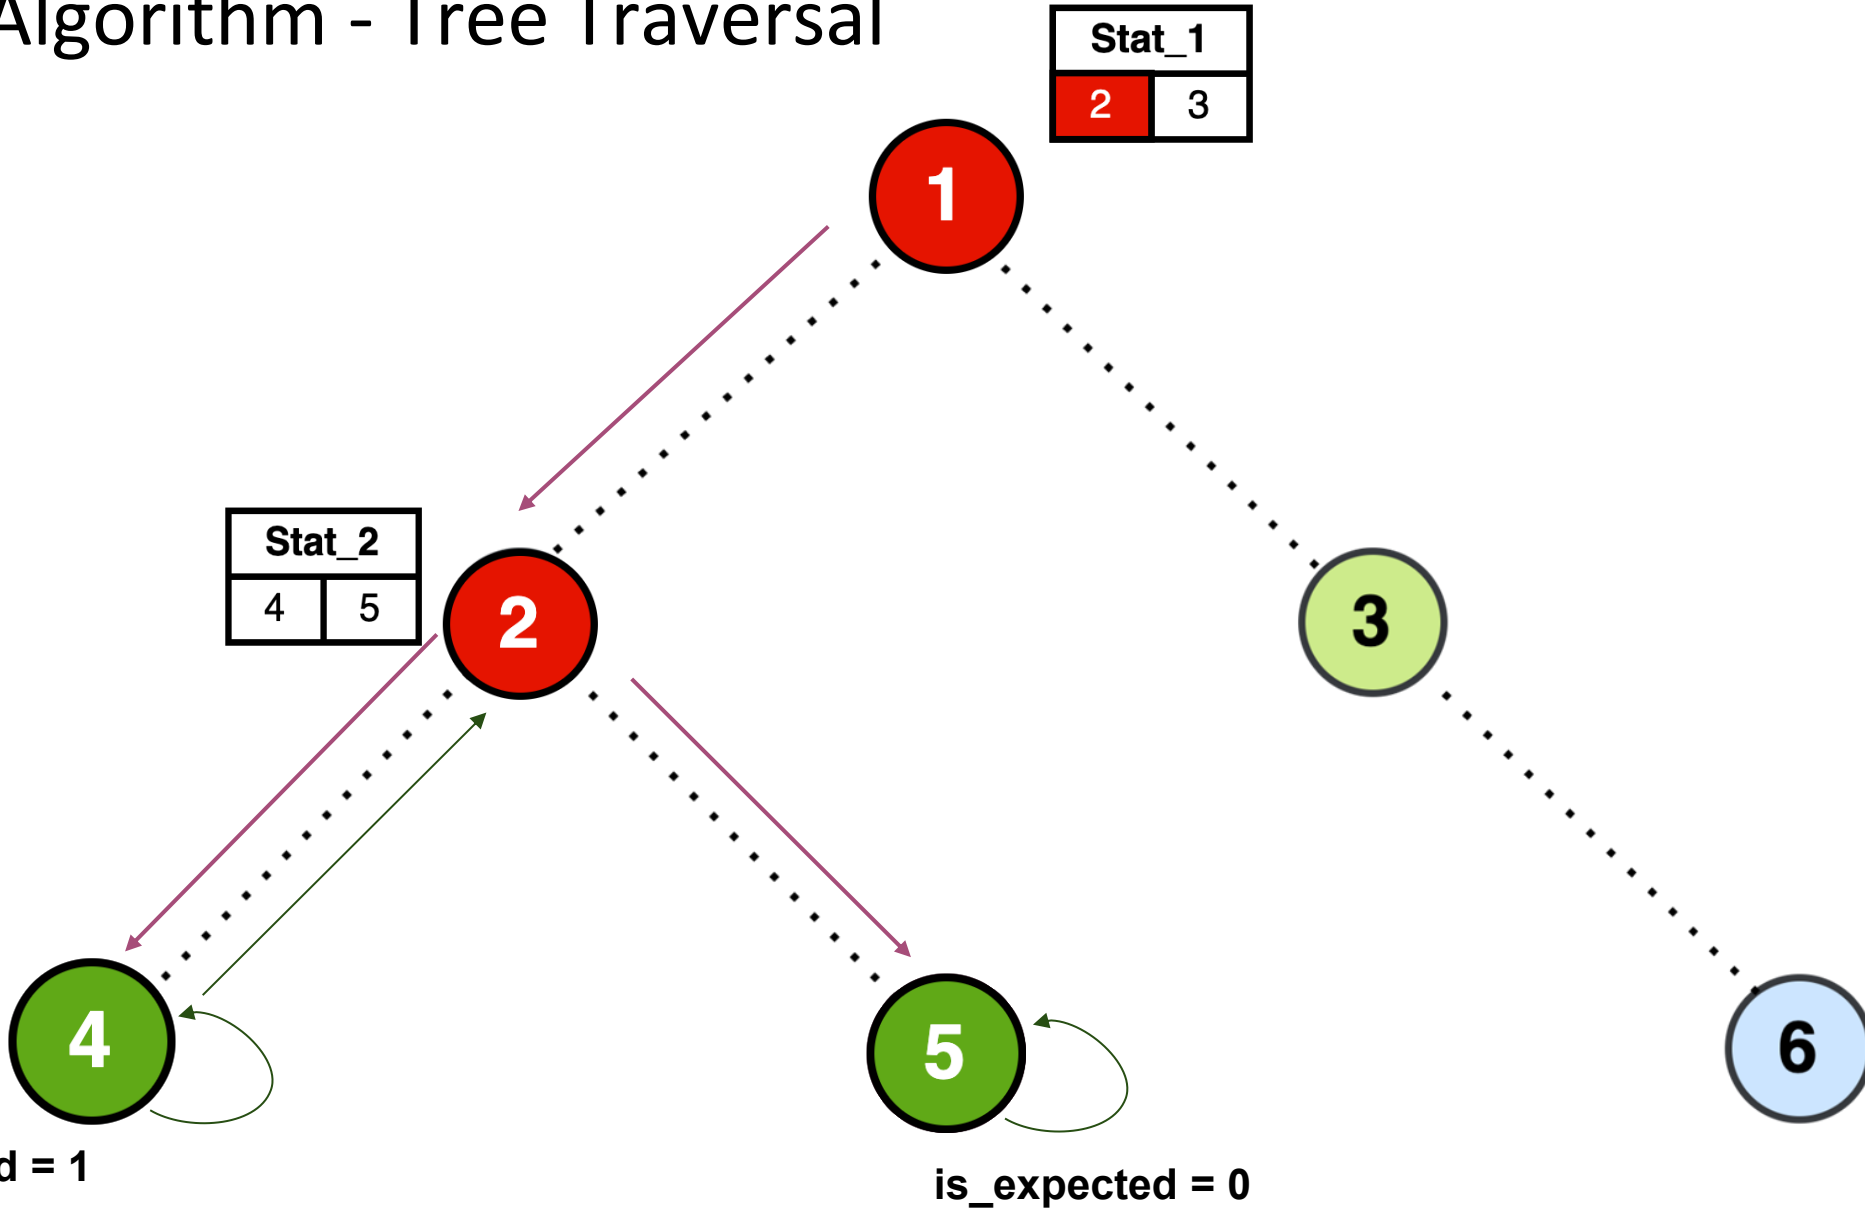 Algorithm - Tree Traversal
Stat_1
2 3
1
Stat_2
4 5
2
3
4
5
6
d = 1
is_expected = 0